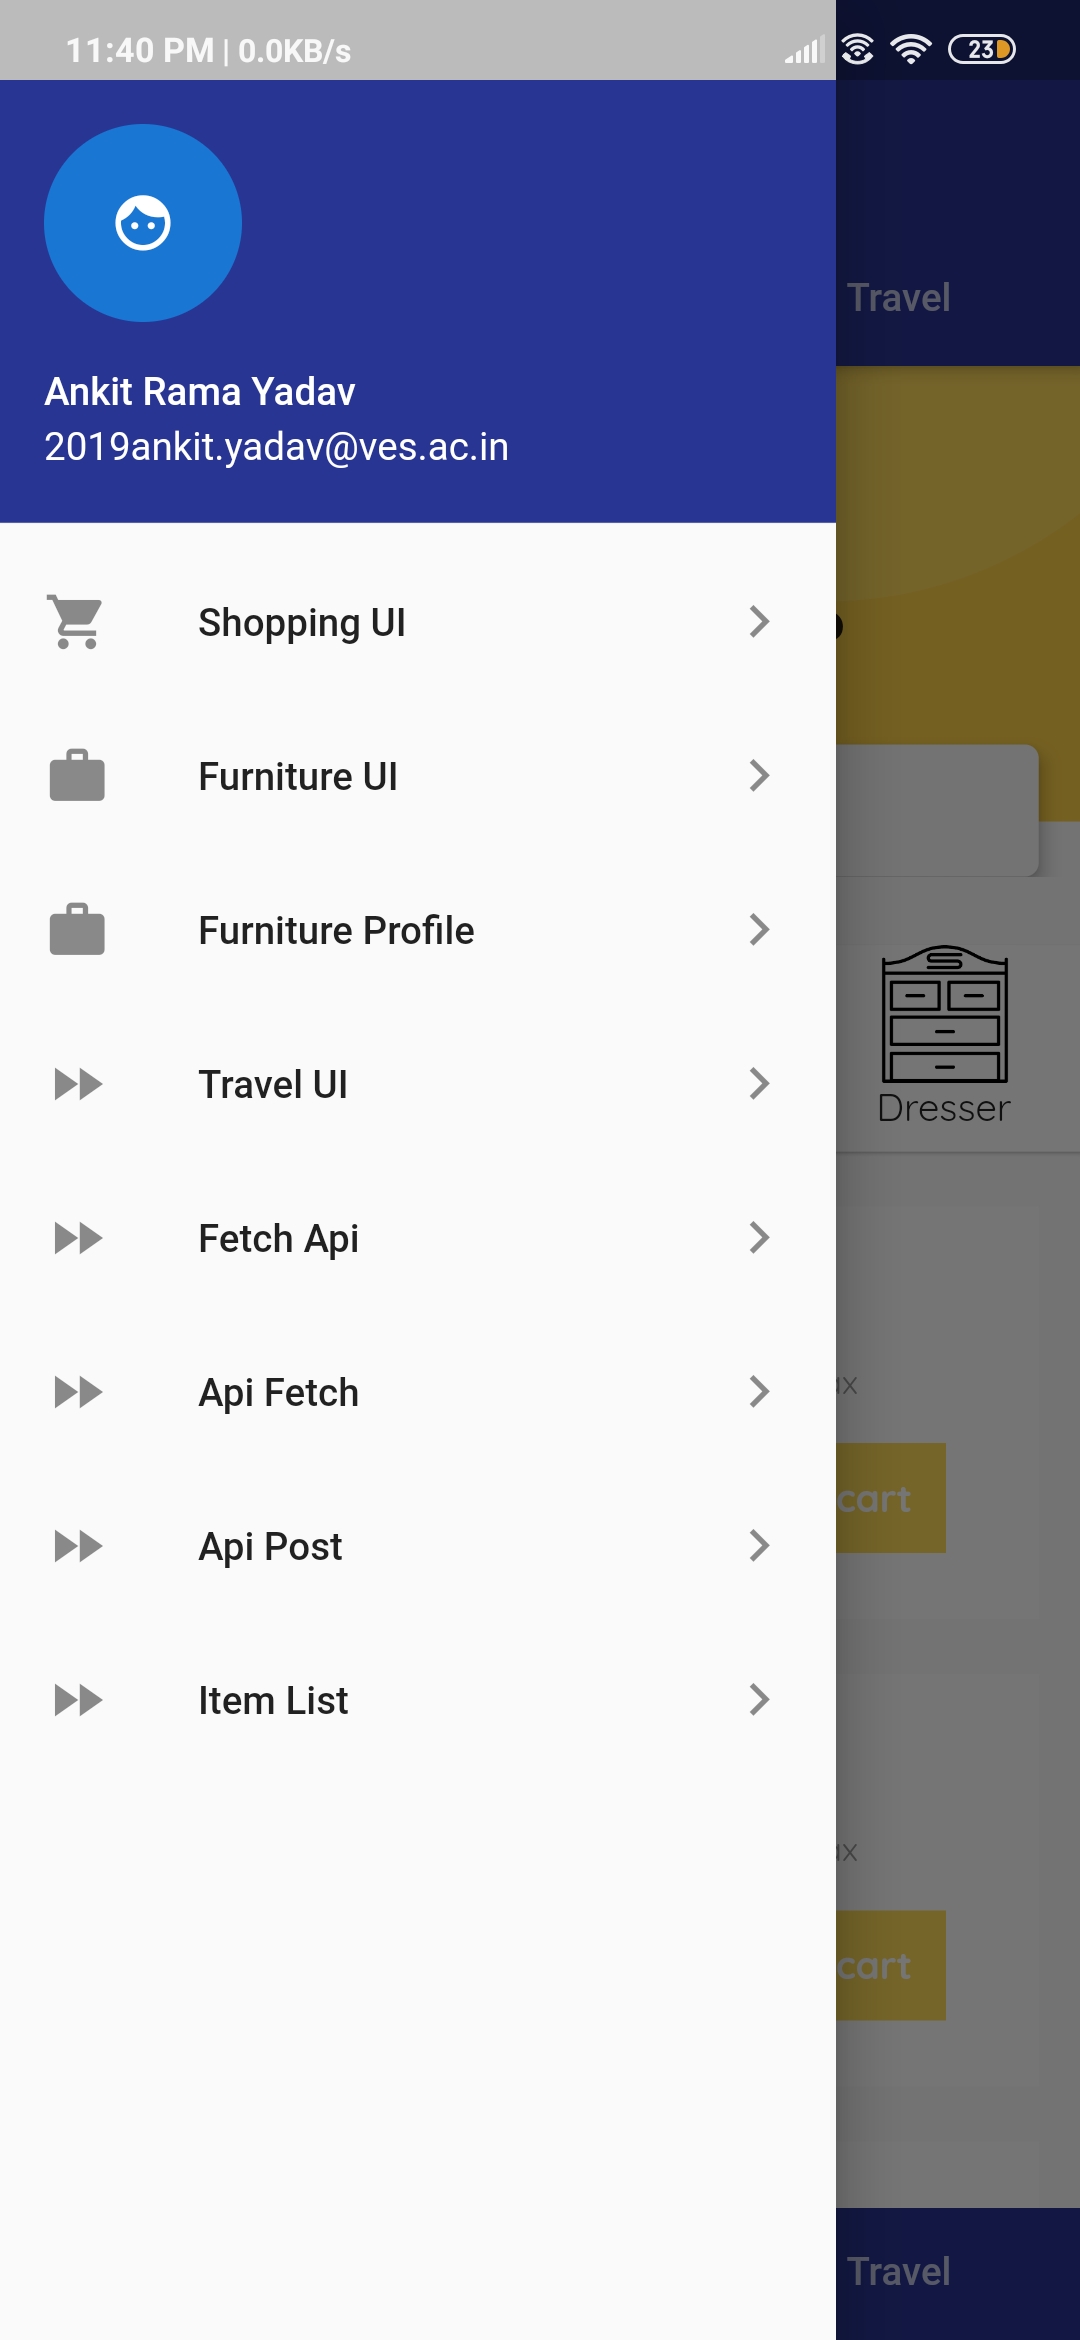 11:40 PM | 0.0KB/s
23
Travel
Ankit Rama Yadav
2019ankit.yadav@ves.ac.in
Shopping UI
Furniture UI
Furniture Profile
Travel UI
Fetch Api
Api Fetch
Api Post
Item List
Dresser
cart
cart
Travel